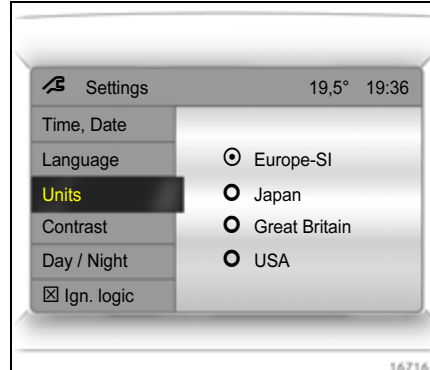 Settings 19,5° 19:36
Time, Date
Language
Europe-SI
Units
Japan
Contrast
Great Britain
Day / Night
USA
☒ Ign. logic
16716